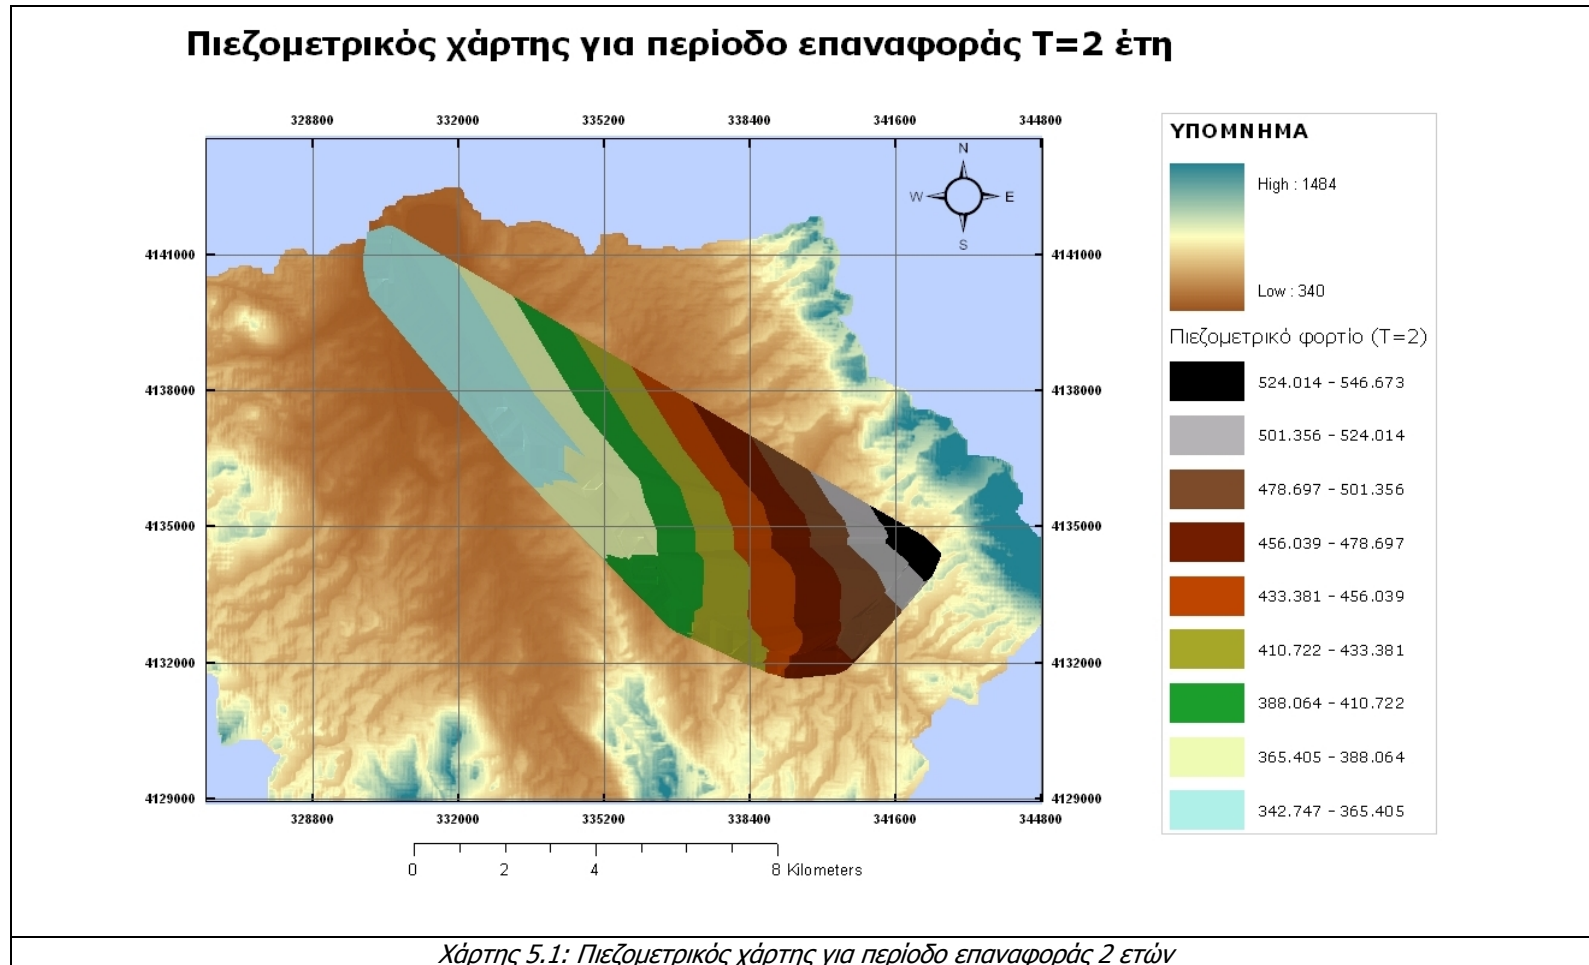 Πιεζομετρικός χάρτης για περίοδο επαναφοράς T=2 έτη
328800 332000 335200 338400 341600 344800
N
W E
S
4141000 4141000
4138000 4138000
4135000 4135000
4132000 4132000
4129000 4129000
328800 332000 335200 338400 341600 344800
0 2 4 8 Kilometers
ΥΠΟΜΝΗΜΑ
High : 1484
Low : 340
Πιεζομετρικό φορτίο (T=2)
524.014 - 546.673
501.356 - 524.014
478.697 - 501.356
456.039 - 478.697
433.381 - 456.039
410.722 - 433.381
388.064 - 410.722
365.405 - 388.064
342.747 - 365.405
Χάρτης 5.1: Πιεζομετρικός χάρτης για περίοδο επαναφοράς 2 ετών